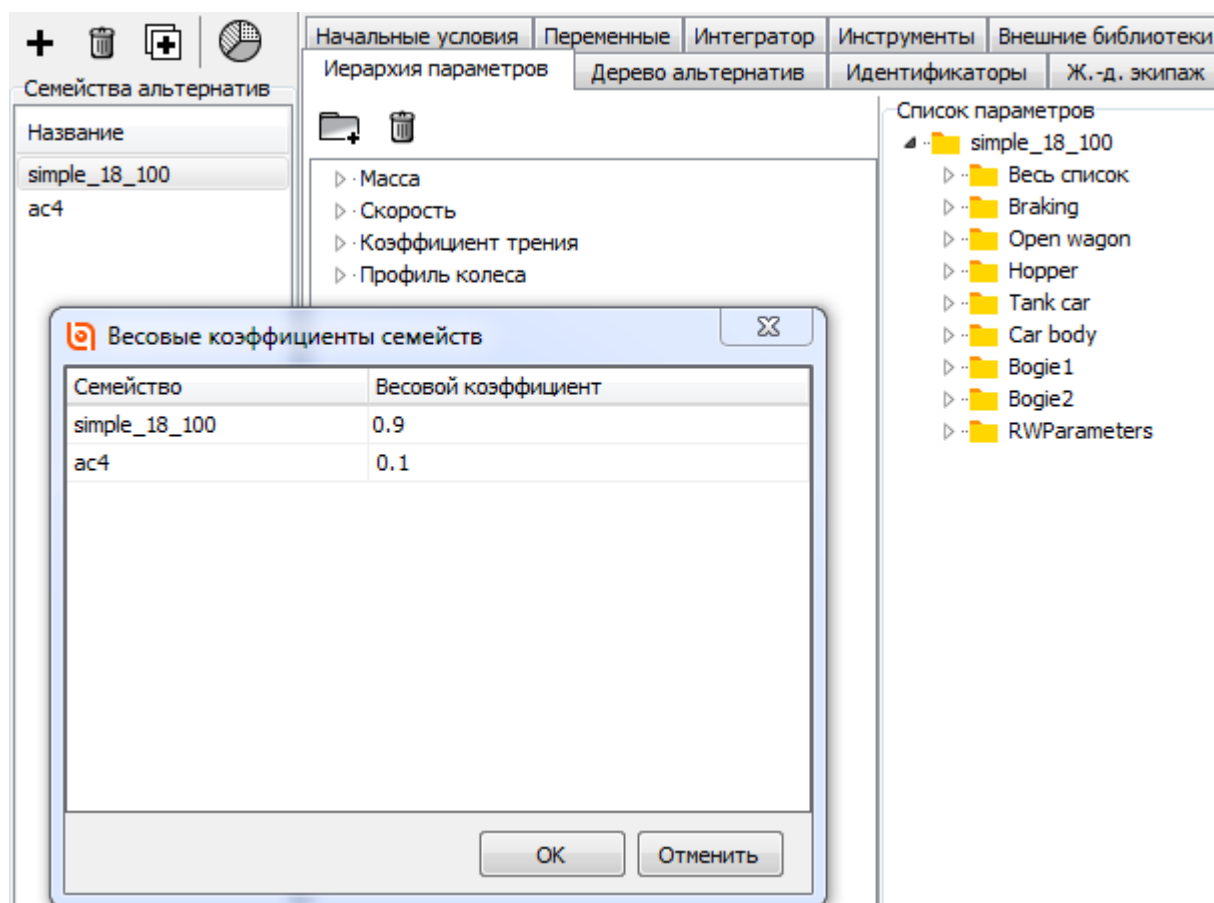 Начальные условия
Переменные
Интегратор
Инструменты
Внешние библиотеки
Иерархия параметров
Дерево альтернатив
Идентификаторы
Ж.-д. экипаж
Семейства альтернатив
Название
simple_18_100
ac4
Масса
Скорость
Коэффициент трения
Профиль колеса
Список параметров
simple_18_100
Весь список
Braking
Open wagon
Hopper
Tank car
Car body
Bogie1
Bogie2
RWParameters
Весовые коэффициенты семейств
Семейство Весовой коэффициент
simple_18_100 0.9
ac4 0.1
OK
Отменить